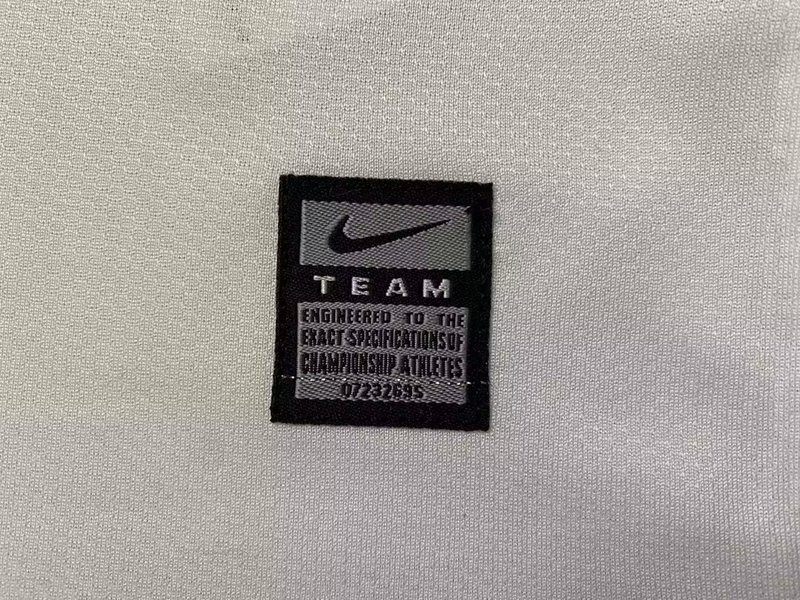 TEAM
ENGINEERED TO THE
EXACT SPECIFICATIONS OF
CHAMPIONSHIP ATHLETES
07232695